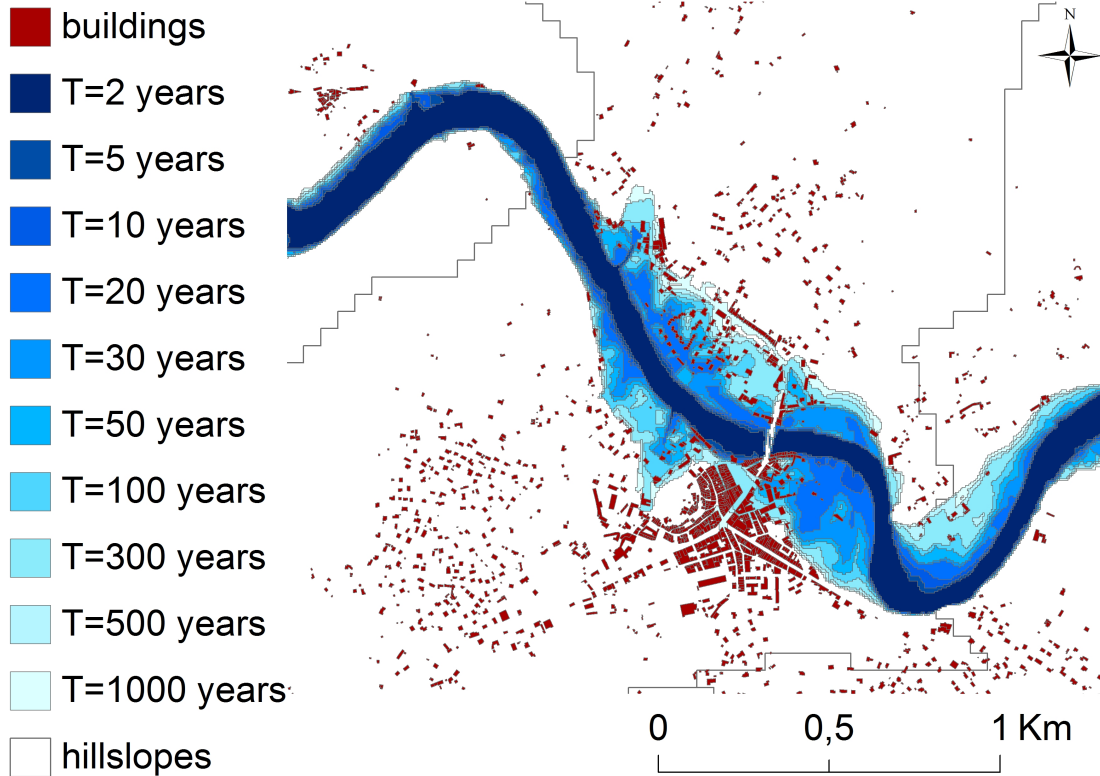 buildings
T=2 years
T=5 years
T=10 years
T=20 years
T=30 years
T=50 years
T=100 years
T=300 years
T=500 years
T=1000 years
hillslopes
N
0 0,5 1 Km